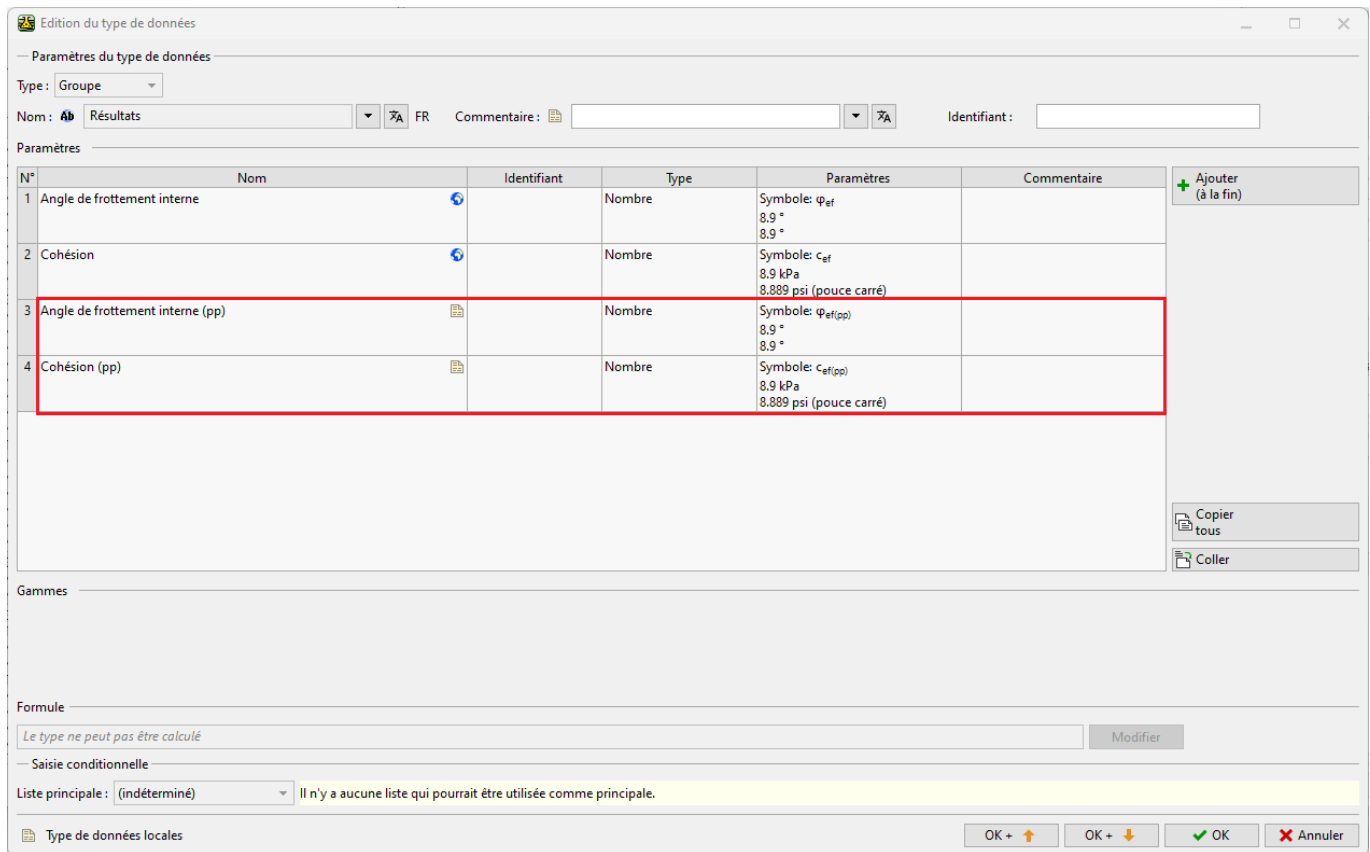 Edition du type de données
Paramètres du type de données
Type : Groupe
Nom : Ab Résultats FR Commentaire : Identifiant :
Paramètres
N° Nom Identifiant Type Paramètres Commentaire
1 Angle de frottement interne Nombre Symbole: φef
8.9 °
8.9 °
2 Cohésion Nombre Symbole: cef
8.9 kPa
8.889 psi (pouce carré)
3 Angle de frottement interne (pp) Nombre Symbole: φef(pp)
8.9 °
8.9 °
4 Cohésion (pp) Nombre Symbole: cef(pp)
8.9 kPa
8.889 psi (pouce carré)
Ajouter
(à la fin)
Copier
tous
Coller
Gammes
Formule
Le type ne peut pas être calculé Modifier
Saisie conditionnelle
Liste principale : (indéterminé) Il n'y a aucune liste qui pourrait être utilisée comme principale.
Type de données locales OK + OK + OK Annuler